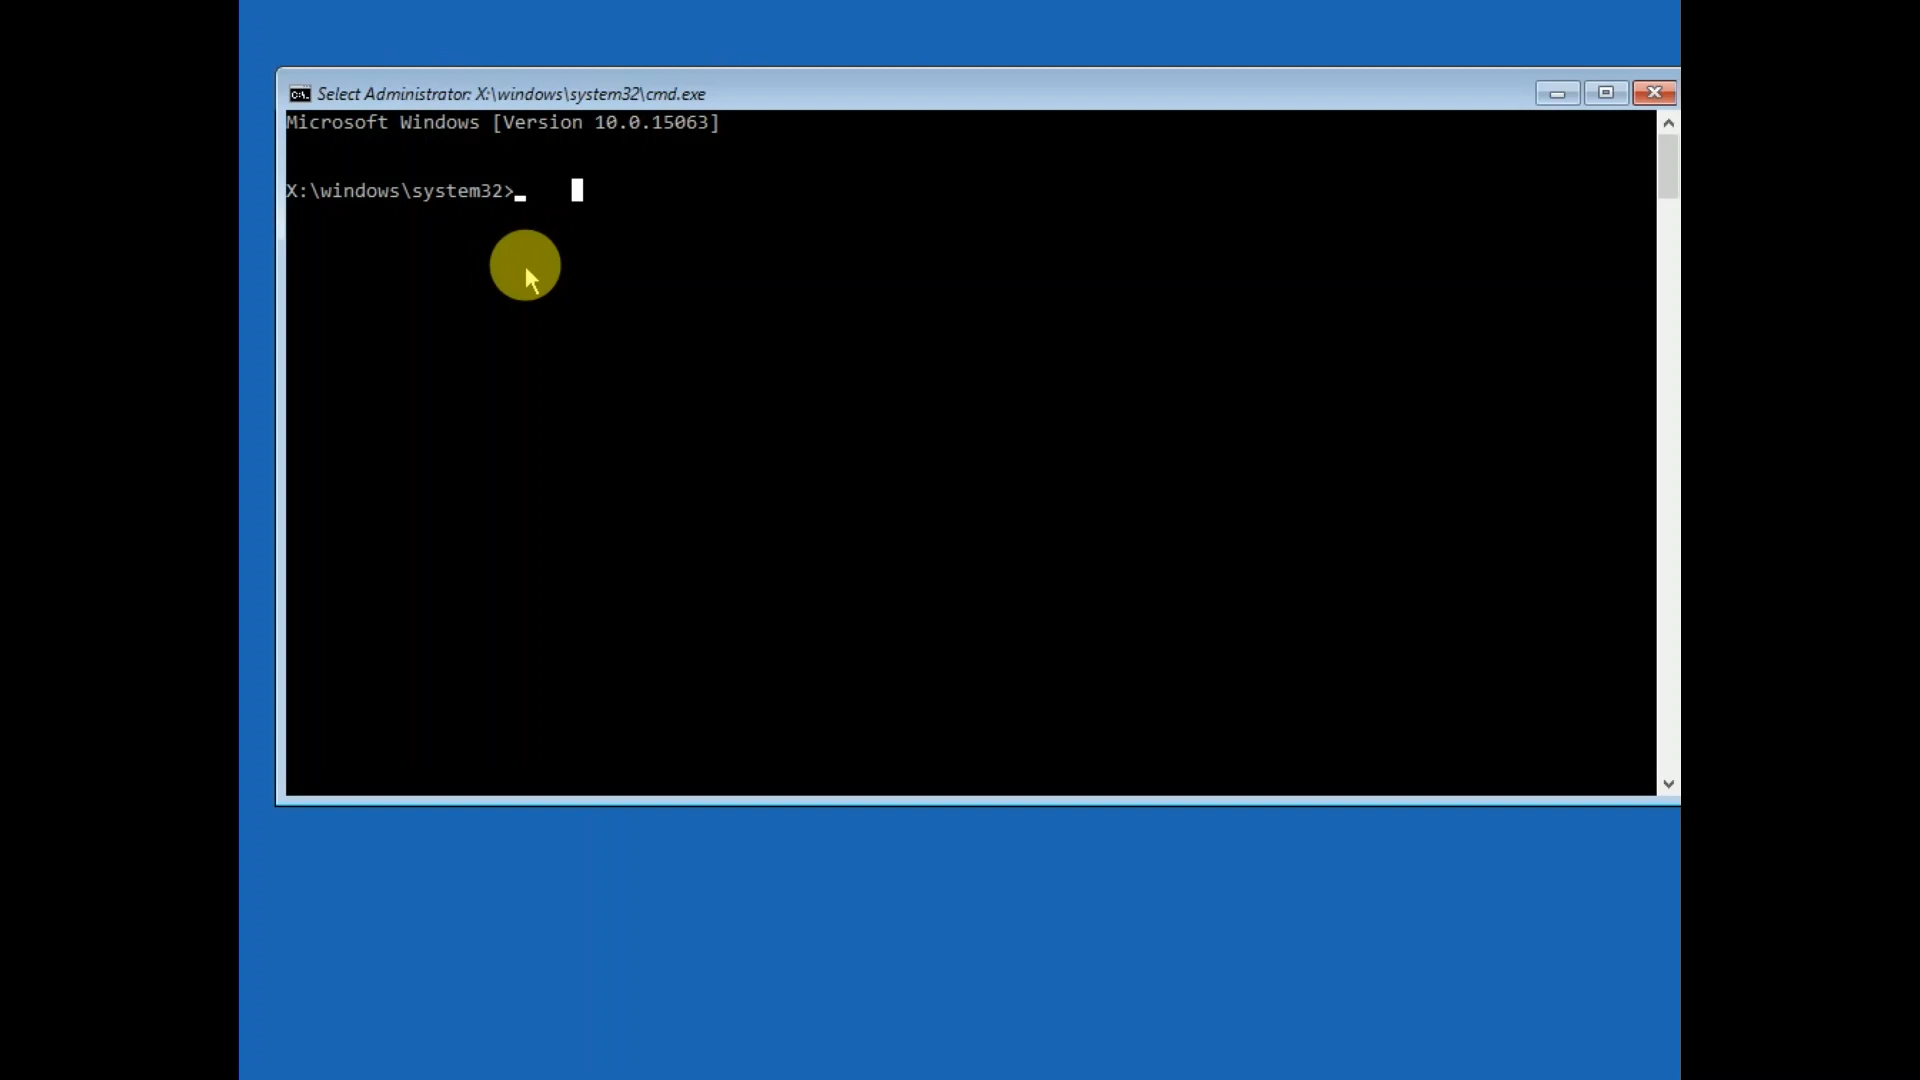 Select Administrator: X:\windows\system32\cmd.exe
Microsoft Windows [Version 10.0.15063]
X:\windows\system32>_